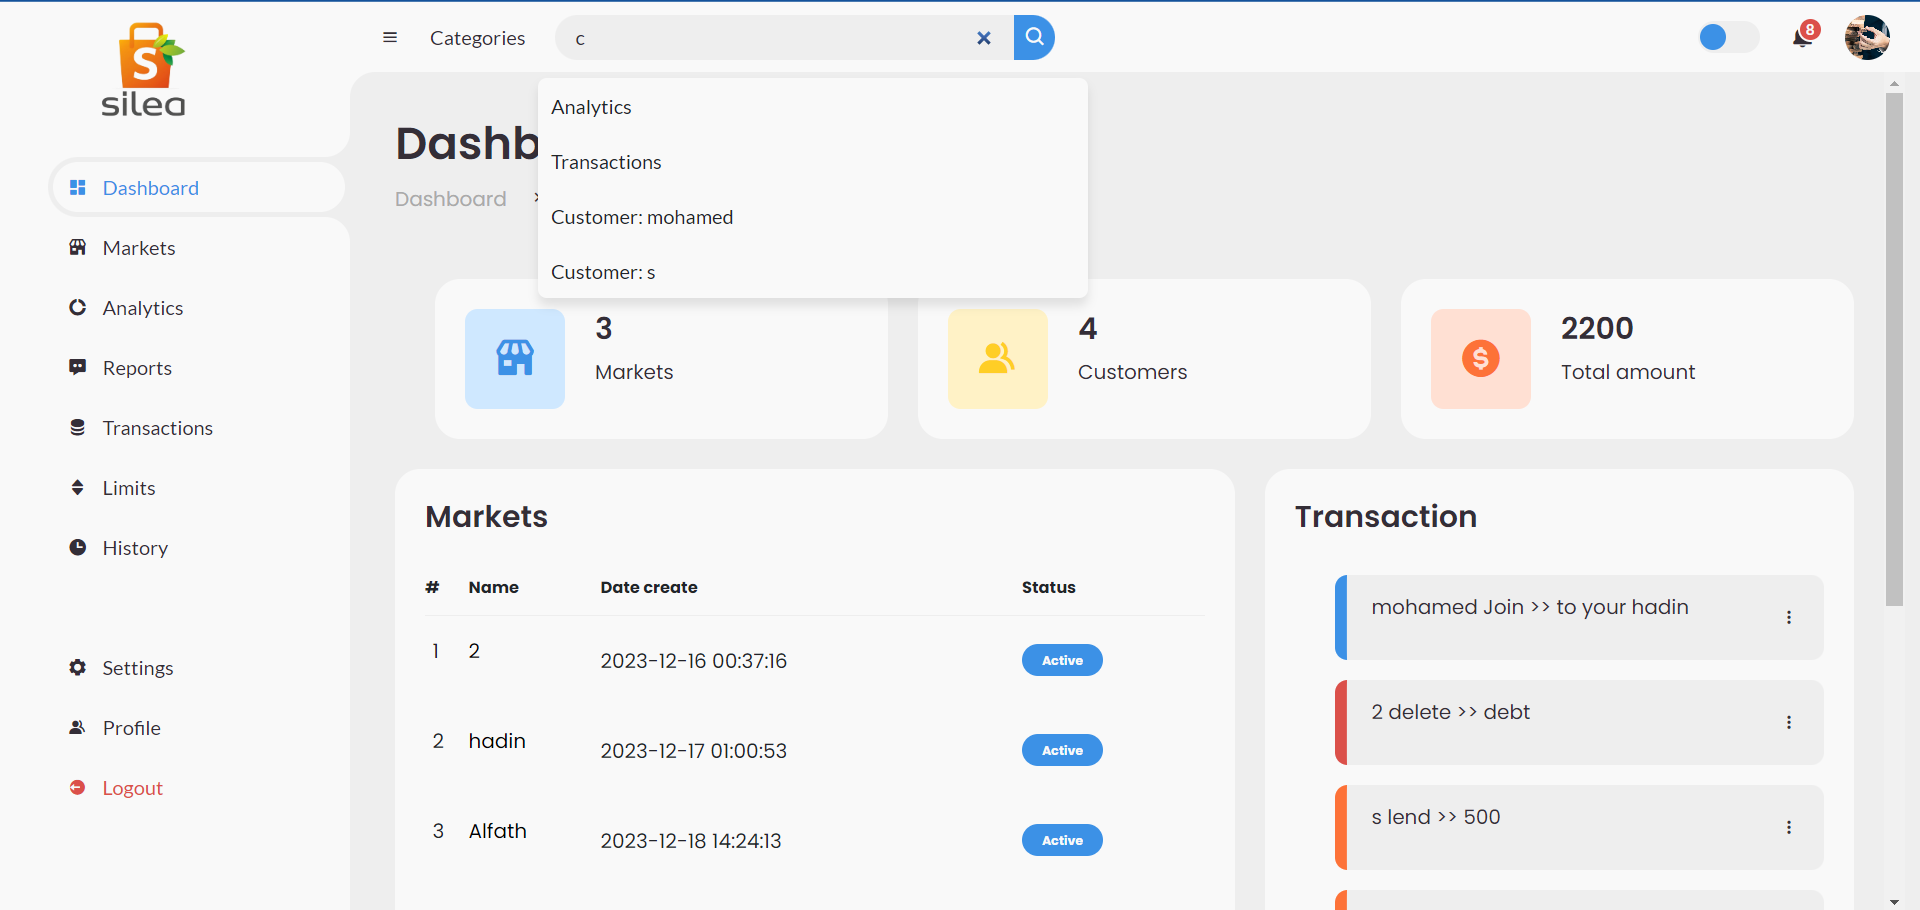 S
silea
Categories
c
8
Analytics
Transactions
Customer: mohamed
Customer: s
Dashb
Dashboard >
Dashboard
Markets
Analytics
Reports
Transactions
Limits
History
Settings
Profile
Logout
3
Markets
4
Customers
$
2200
Total amount
Markets
# Name Date create Status
1 2 2023-12-16 00:37:16 Active
2 hadin 2023-12-17 01:00:53 Active
3 Alfath 2023-12-18 14:24:13 Active
Transaction
mohamed Join >> to your hadin
2 delete >> debt
s lend >> 500